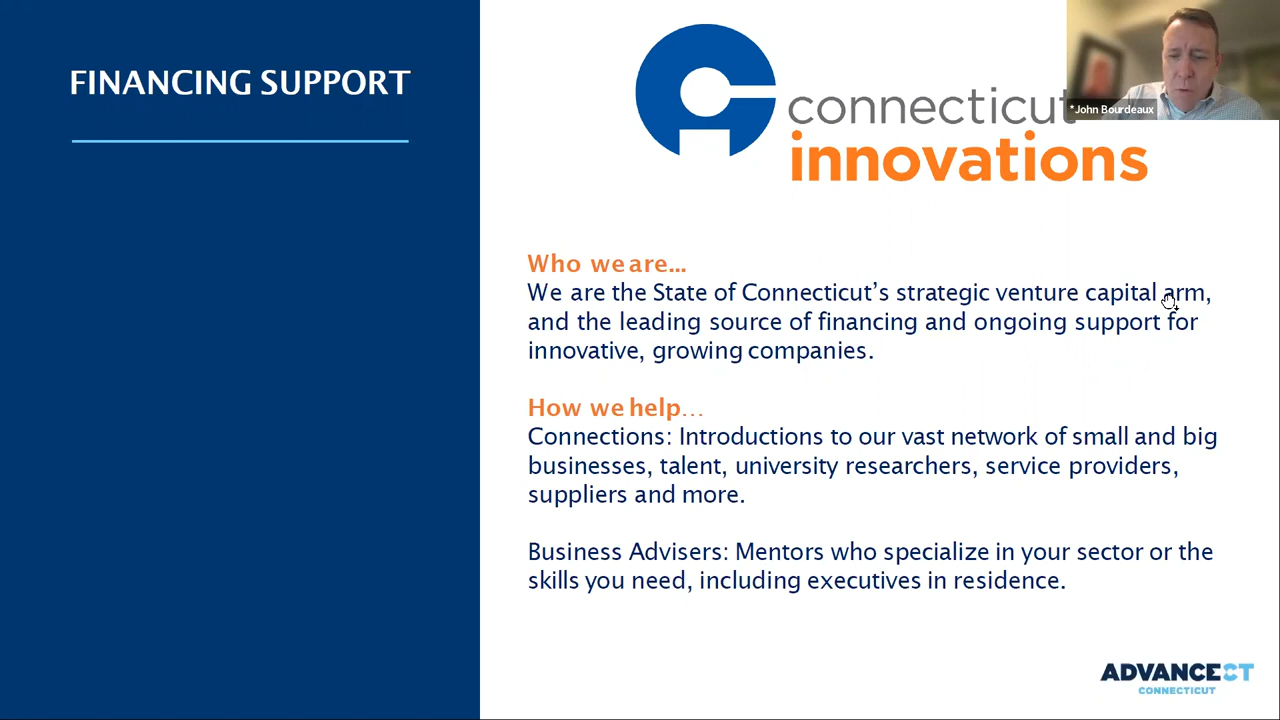 FINANCING SUPPORT
connecticut
innovations
*John Bourdeaux
Who we are...
We are the State of Connecticut’s strategic venture capital arm,
and the leading source of financing and ongoing support for
innovative, growing companies.
How we help…
Connections: Introductions to our vast network of small and big
businesses, talent, university researchers, service providers,
suppliers and more.
Business Advisers: Mentors who specialize in your sector or the
skills you need, including executives in residence.
ADVANCECT
CONNECTICUT